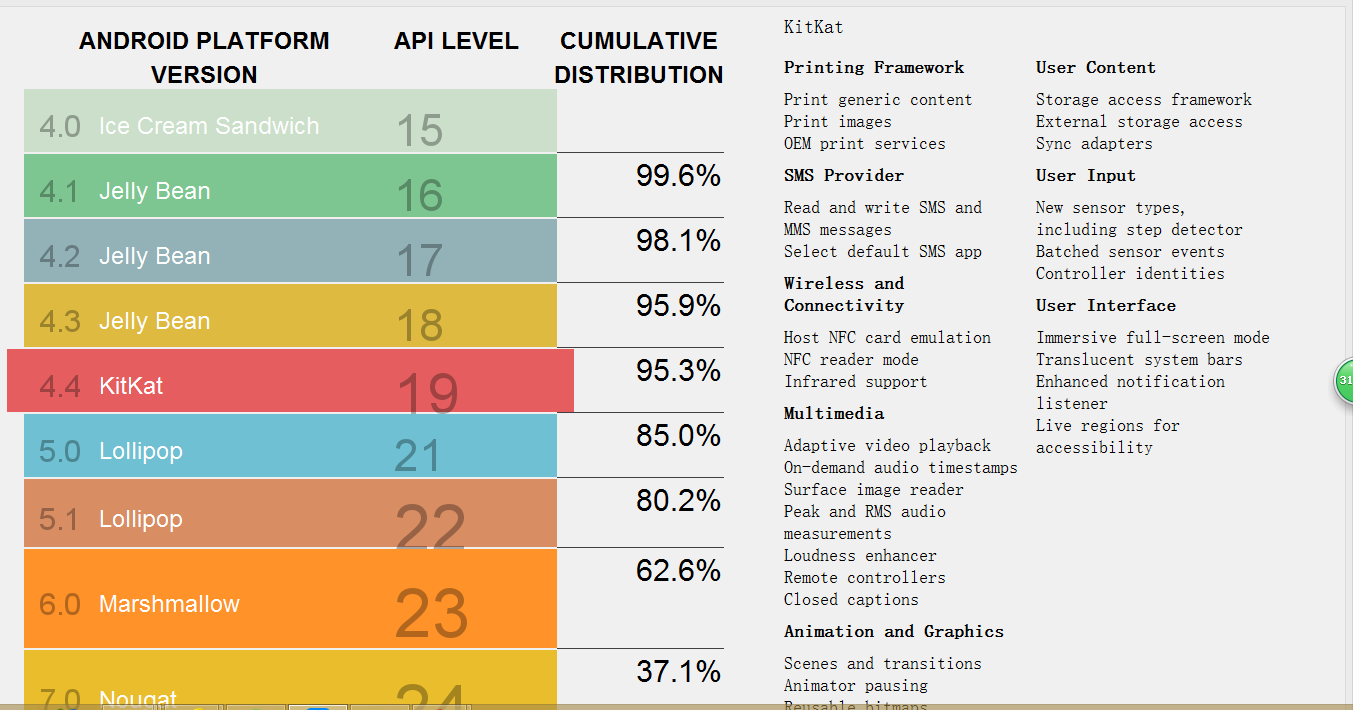 ANDROID PLATFORM
VERSION
API LEVEL
CUMULATIVE
DISTRIBUTION
4.0 Ice Cream Sandwich 15
99.6%
4.1 Jelly Bean 16
98.1%
4.2 Jelly Bean 17
95.9%
4.3 Jelly Bean 18
95.3%
4.4 KitKat 19
85.0%
5.0 Lollipop 21
80.2%
5.1 Lollipop 22
62.6%
6.0 Marshmallow 23
37.1%
7.0 Nougat 24
KitKat
Printing Framework
Print generic content
Print images
OEM print services
SMS Provider
Read and write SMS and
MMS messages
Select default SMS app
Wireless and
Connectivity
Host NFC card emulation
NFC reader mode
Infrared support
Multimedia
Adaptive video playback
On-demand audio timestamps
Surface image reader
Peak and RMS audio
measurements
Loudness enhancer
Remote controllers
Closed captions
Animation and Graphics
Scenes and transitions
Animator pausing
Reusable bitmaps
User Content
Storage access framework
External storage access
Sync adapters
User Input
New sensor types,
including step detector
Batched sensor events
Controller identities
User Interface
Immersive full-screen mode
Translucent system bars
Enhanced notification
listener
Live regions for
accessibility
31